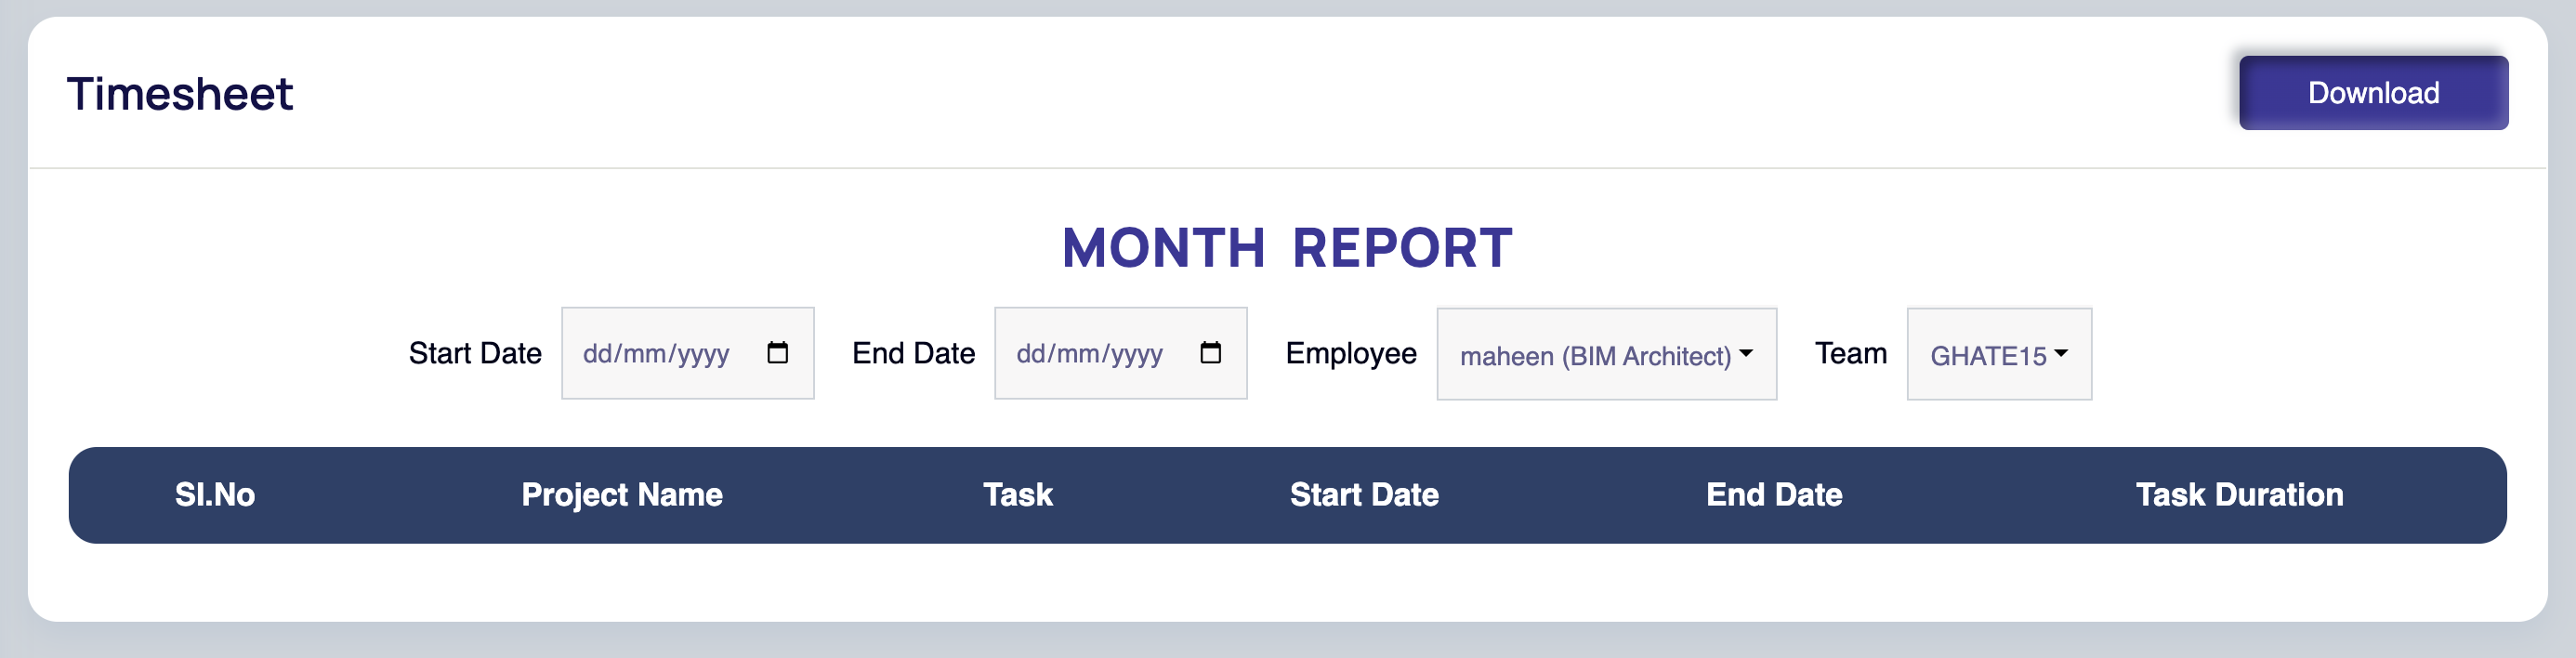 Timesheet
Download
MONTH REPORT
Start Date dd/mm/yyyy End Date dd/mm/yyyy Employee maheen (BIM Architect) Team GHATE15
Sl.No Project Name Task Start Date End Date Task Duration